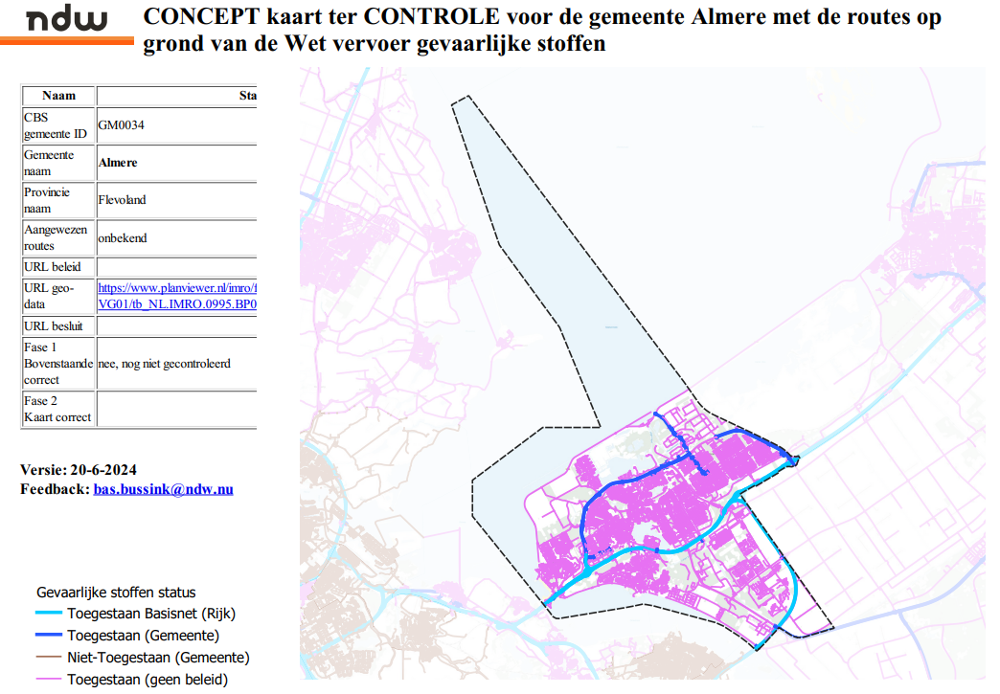 ndw
CONCEPT kaart ter CONTROLE voor de gemeente Almere met de routes op
grond van de Wet vervoer gevaarlijke stoffen
Naam Sta
CBS
gemeente ID GM0034
Gemeente
naam Almere
Provincie
naam Flevoland
Aangewezen
routes onbekend
URL beleid
URL geo-
data https://www.planviewer.nl/imro/f
VG01/tb_NL.IMRO.0995.BP0
URL besluit
Fase 1
Bovenstaande
correct nee, nog niet gecontroleerd
Fase 2
Kaart correct
Versie: 20-6-2024
Feedback: bas.bussink@ndw.nu
Gevaarlijke stoffen status
Toegestaan Basisnet (Rijk)
Toegestaan (Gemeente)
Niet-Toegestaan (Gemeente)
Toegestaan (geen beleid)